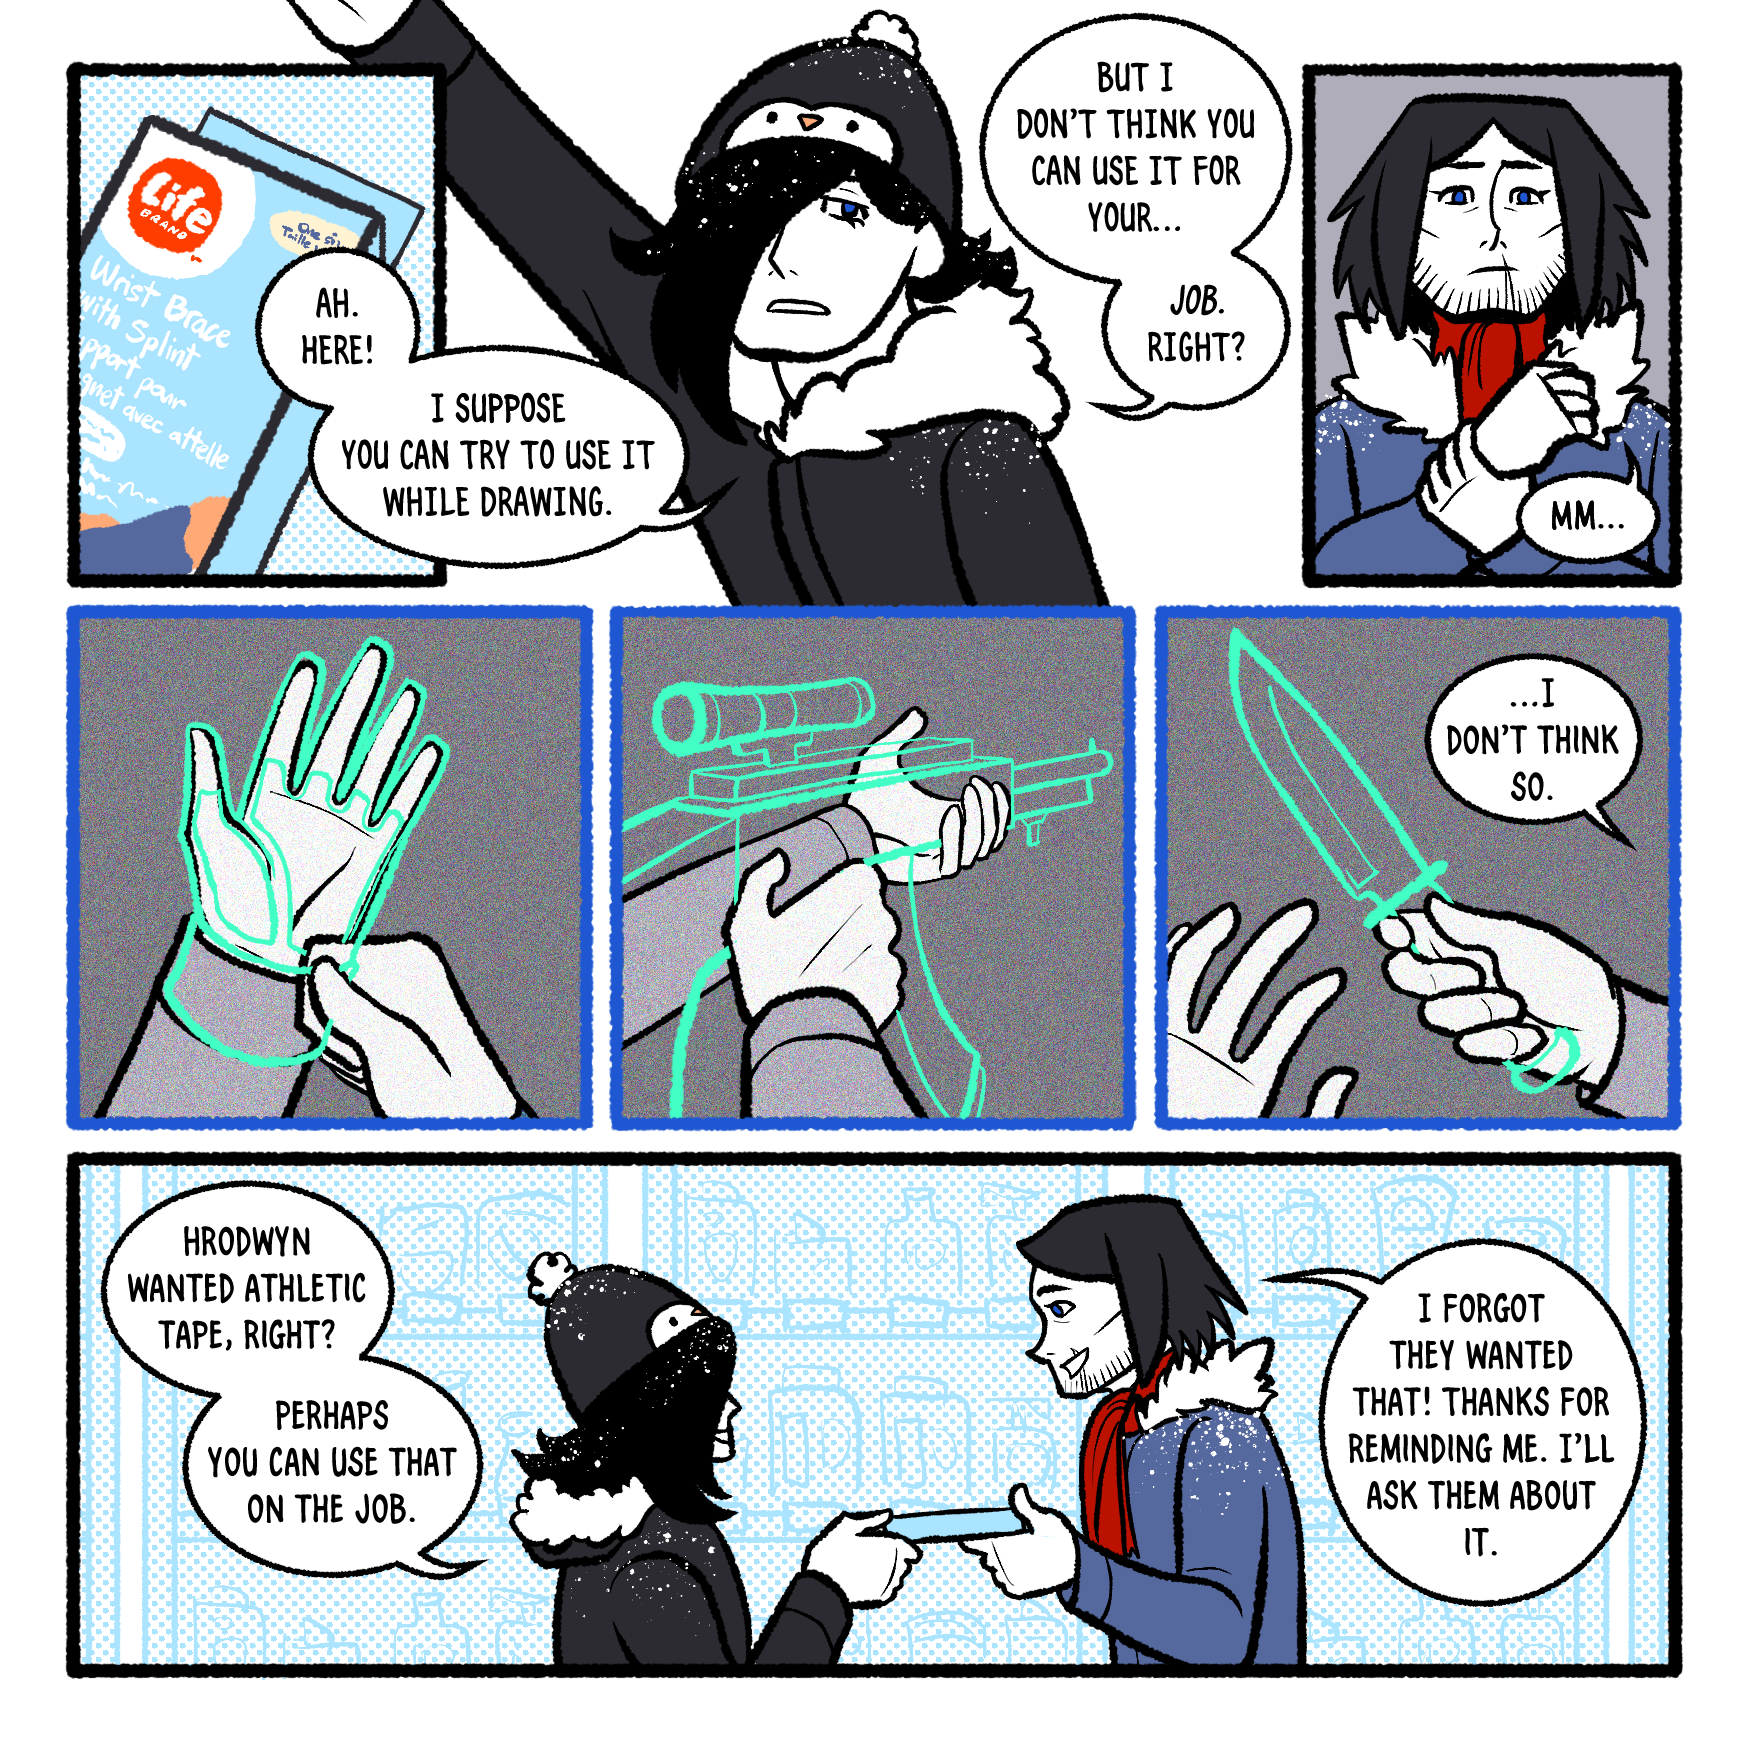 Life
BRAND
One si
Taille
Wrist Brace
with Splint
pport pour
gnet avec attelle
AH.
HERE!
I SUPPOSE
YOU CAN TRY TO USE IT
WHILE DRAWING.
BUT I
DON'T THINK YOU
CAN USE IT FOR
YOUR...
JOB.
RIGHT?
MM...
...I
DON'T THINK
SO.
HRODWYN
WANTED ATHLETIC
TAPE, RIGHT?
PERHAPS
YOU CAN USE THAT
ON THE JOB.
I FORGOT
THEY WANTED
THAT! THANKS FOR
REMINDING ME. I'LL
ASK THEM ABOUT
IT.